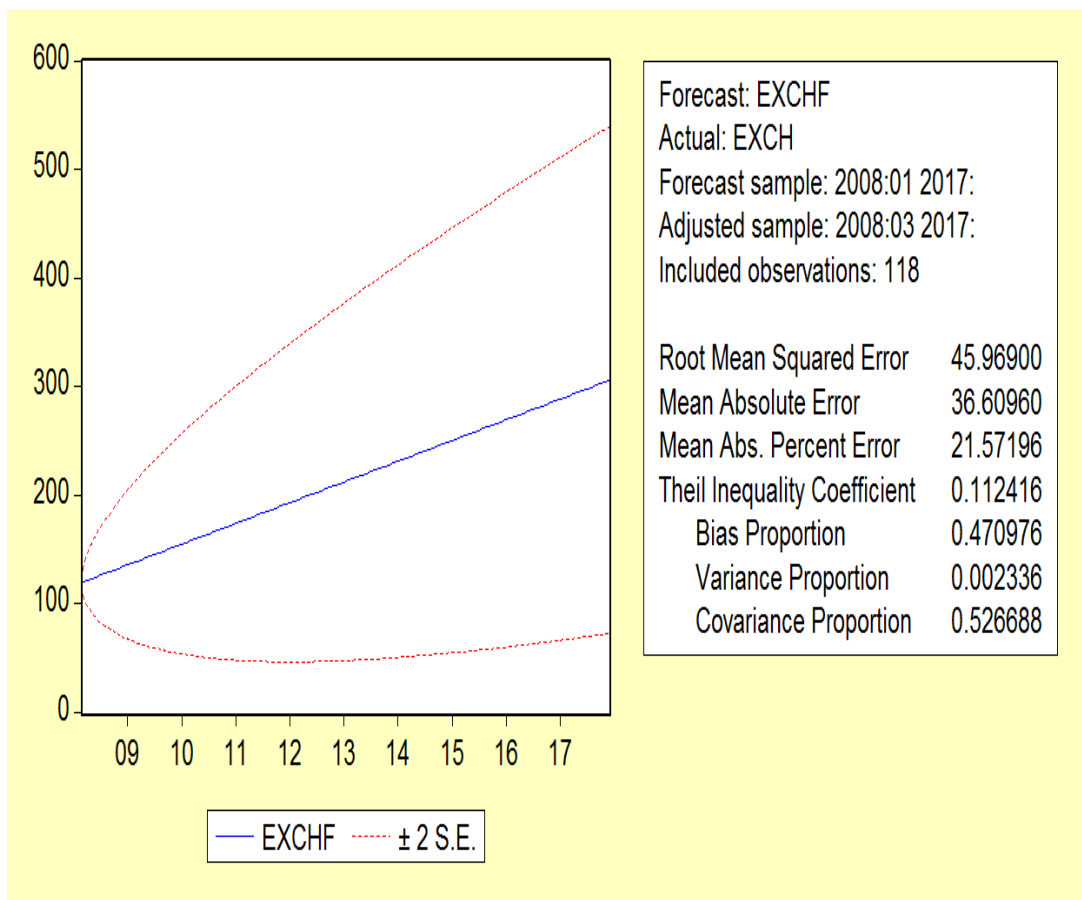 600
500
400
300
200
100
0
09 10 11 12 13 14 15 16 17
EXCHF ± 2 S.E.
Forecast: EXCHF
Actual: EXCH
Forecast sample: 2008:01 2017:
Adjusted sample: 2008:03 2017:
Included observations: 118
Root Mean Squared Error 45.96900
Mean Absolute Error 36.60960
Mean Abs. Percent Error 21.57196
Theil Inequality Coefficient 0.112416
Bias Proportion 0.470976
Variance Proportion 0.002336
Covariance Proportion 0.526688